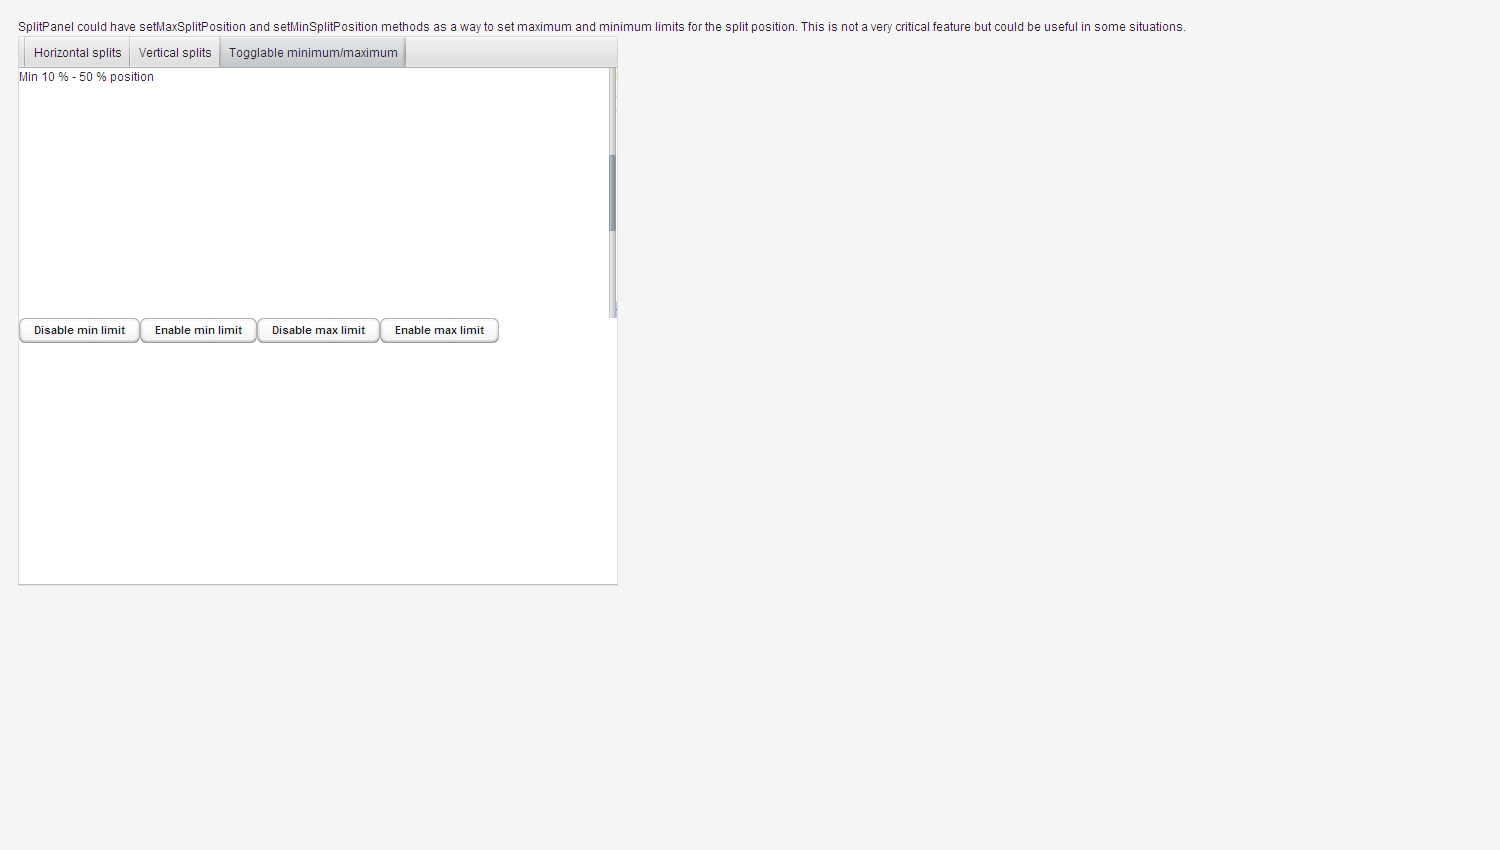 SplitPanel could have setMaxSplitPosition and setMinSplitPosition methods as a way to set maximum and minimum limits for the split position. This is not a very critical feature but could be useful in some situations.
Horizontal splits Vertical splits Togglable minimum/maximum
Min 10 % - 50 % position
Disable min limit Enable min limit Disable max limit Enable max limit